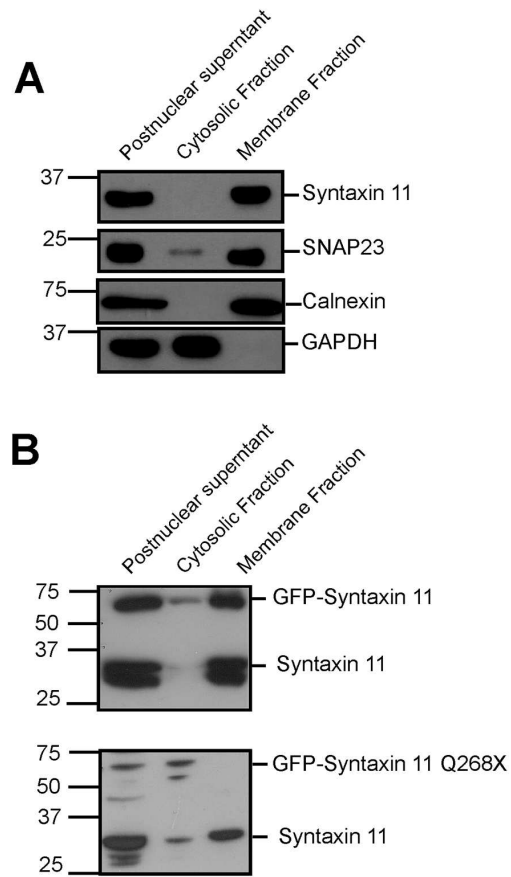 A
Postnuclear superntant
Cytosolic Fraction
Membrane Fraction
37
Syntaxin 11
25
SNAP23
75
Calnexin
37
GAPDH
B
Postnuclear superntant
Cytosolic Fraction
Membrane Fraction
75
GFP-Syntaxin 11
50
37
Syntaxin 11
25
75
GFP-Syntaxin 11 Q268X
50
37
Syntaxin 11
25